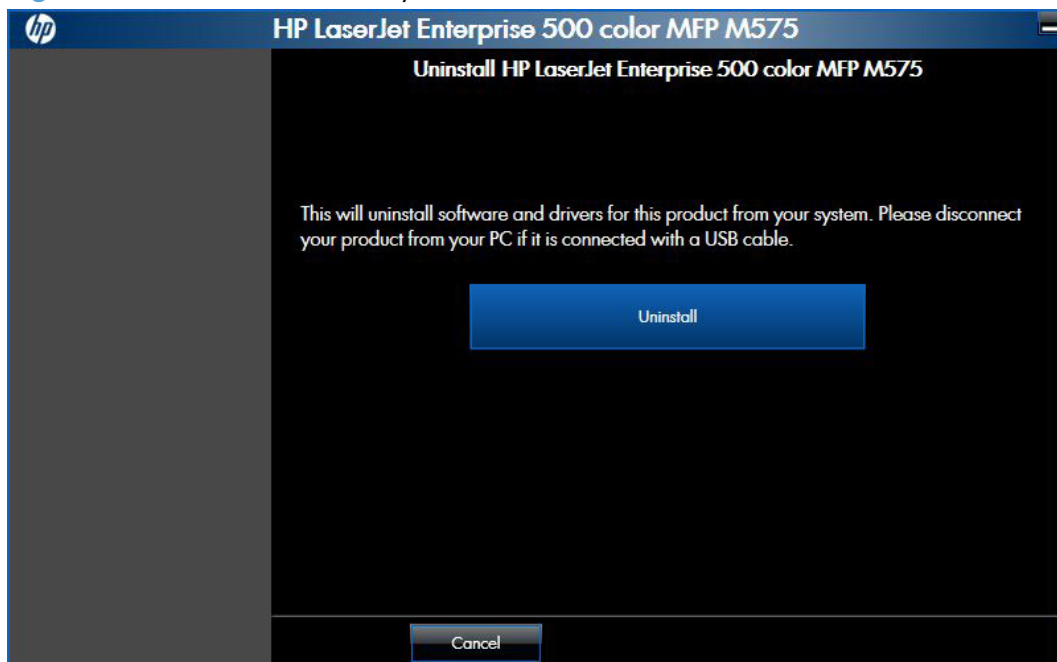 hp
HP LaserJet Enterprise 500 color MFP M575
Uninstall HP LaserJet Enterprise 500 color MFP M575
This will uninstall software and drivers for this product from your system. Please disconnect
your product from your PC if it is connected with a USB cable.
Uninstall
Cancel